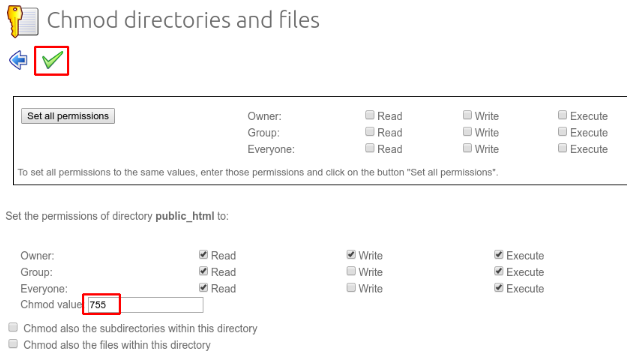 Chmod directories and files
Set all permissions
Owner: Read Write Execute
Group: Read Write Execute
Everyone: Read Write Execute
To set all permissions to the same values, enter those permissions and click on the button "Set all permissions".
Set the permissions of directory public_html to:
Owner: Read Write Execute
Group: Read Write Execute
Everyone: Read Write Execute
Chmod value: 755
Chmod also the subdirectories within this directory
Chmod also the files within this directory